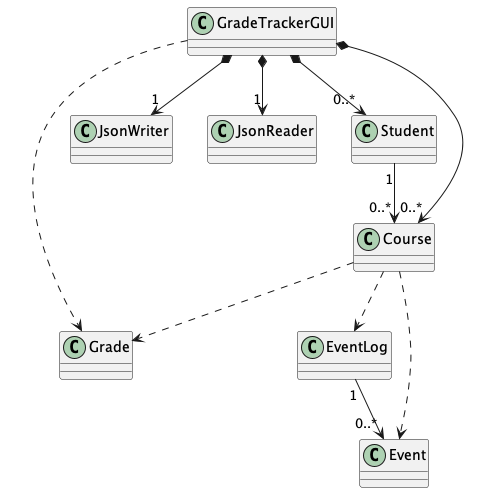 C GradeTrackerGUI
1
1
0..*
C JsonWriter
C JsonReader
C Student
1
0..*
0..*
C Course
C Grade
C EventLog
1
0..*
C Event